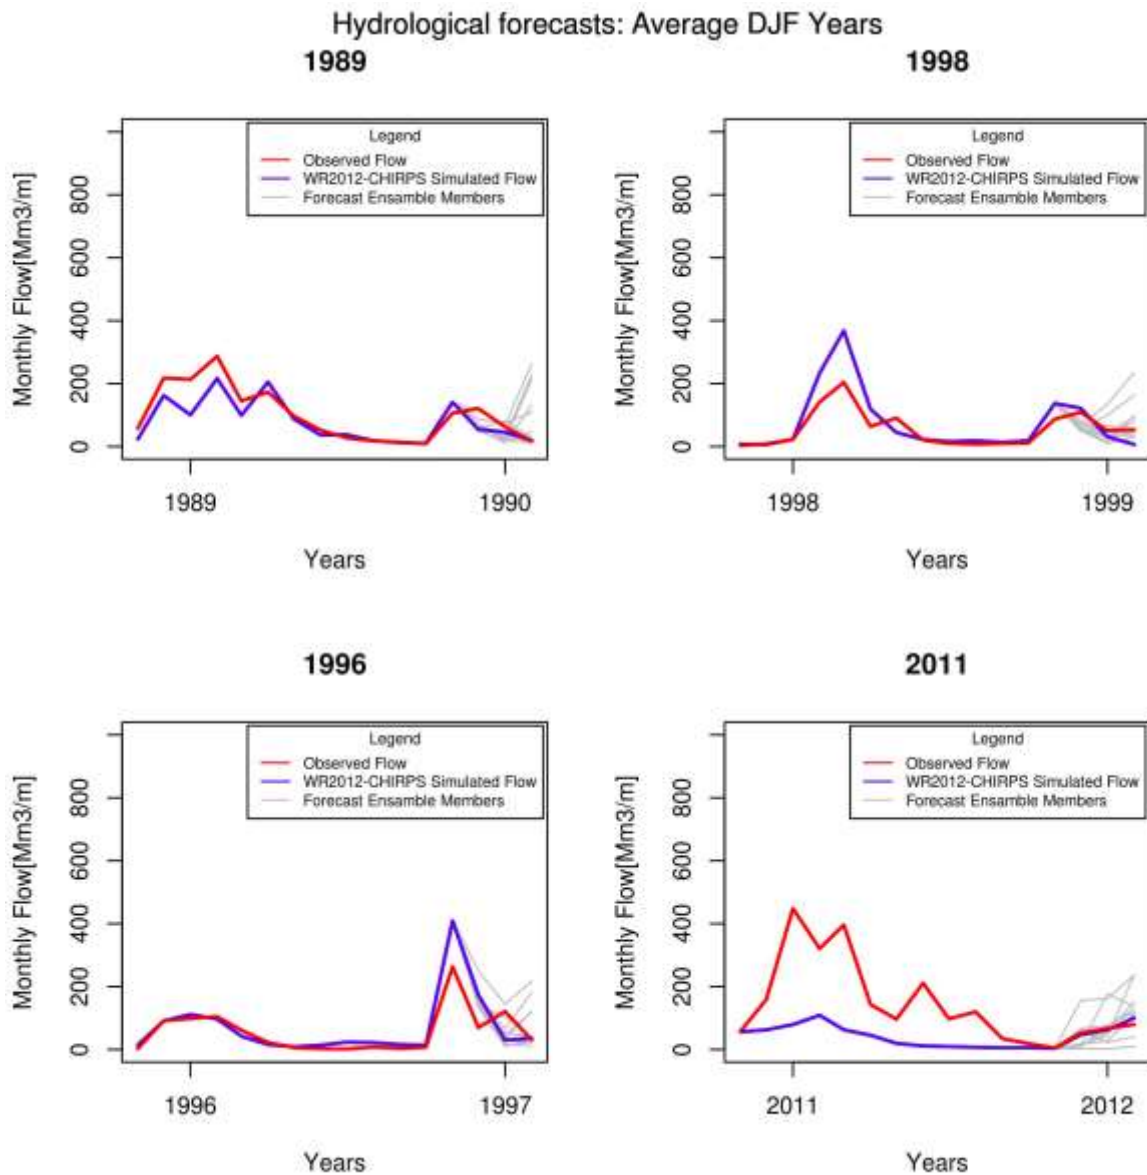 Hydrological forecasts: Average DJF Years
1989
Monthly Flow[Mm3/m]
0 200 400 600 800
Legend
Observed Flow
WR2012-CHIRPS Simulated Flow
Forecast Ensamble Members
1989 1990
Years
1998
Monthly Flow[Mm3/m]
0 200 400 600 800
Legend
Observed Flow
WR2012-CHIRPS Simulated Flow
Forecast Ensamble Members
1998 1999
Years
1996
Monthly Flow[Mm3/m]
0 200 400 600 800
Legend
Observed Flow
WR2012-CHIRPS Simulated Flow
Forecast Ensamble Members
1996 1997
Years
2011
Monthly Flow[Mm3/m]
0 200 400 600 800
Legend
Observed Flow
WR2012-CHIRPS Simulated Flow
Forecast Ensamble Members
2011 2012
Years